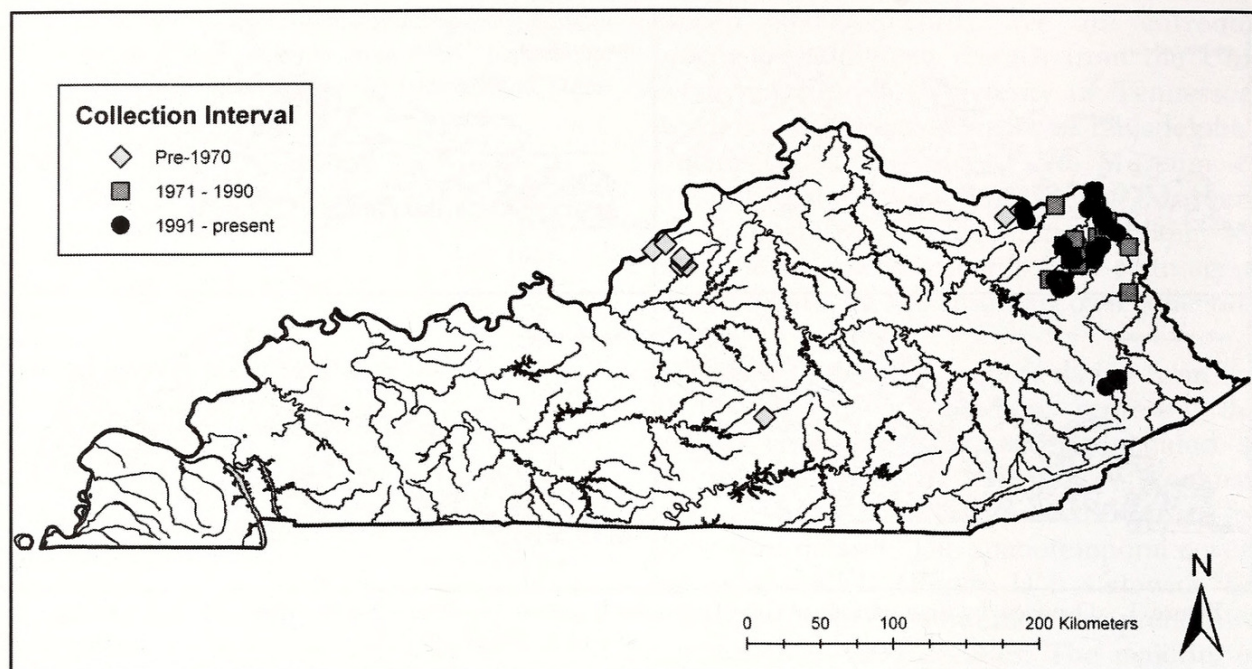 Collection Interval
Pre-1970
1971 - 1990
1991 - present
N
0 50 100 200 Kilometers